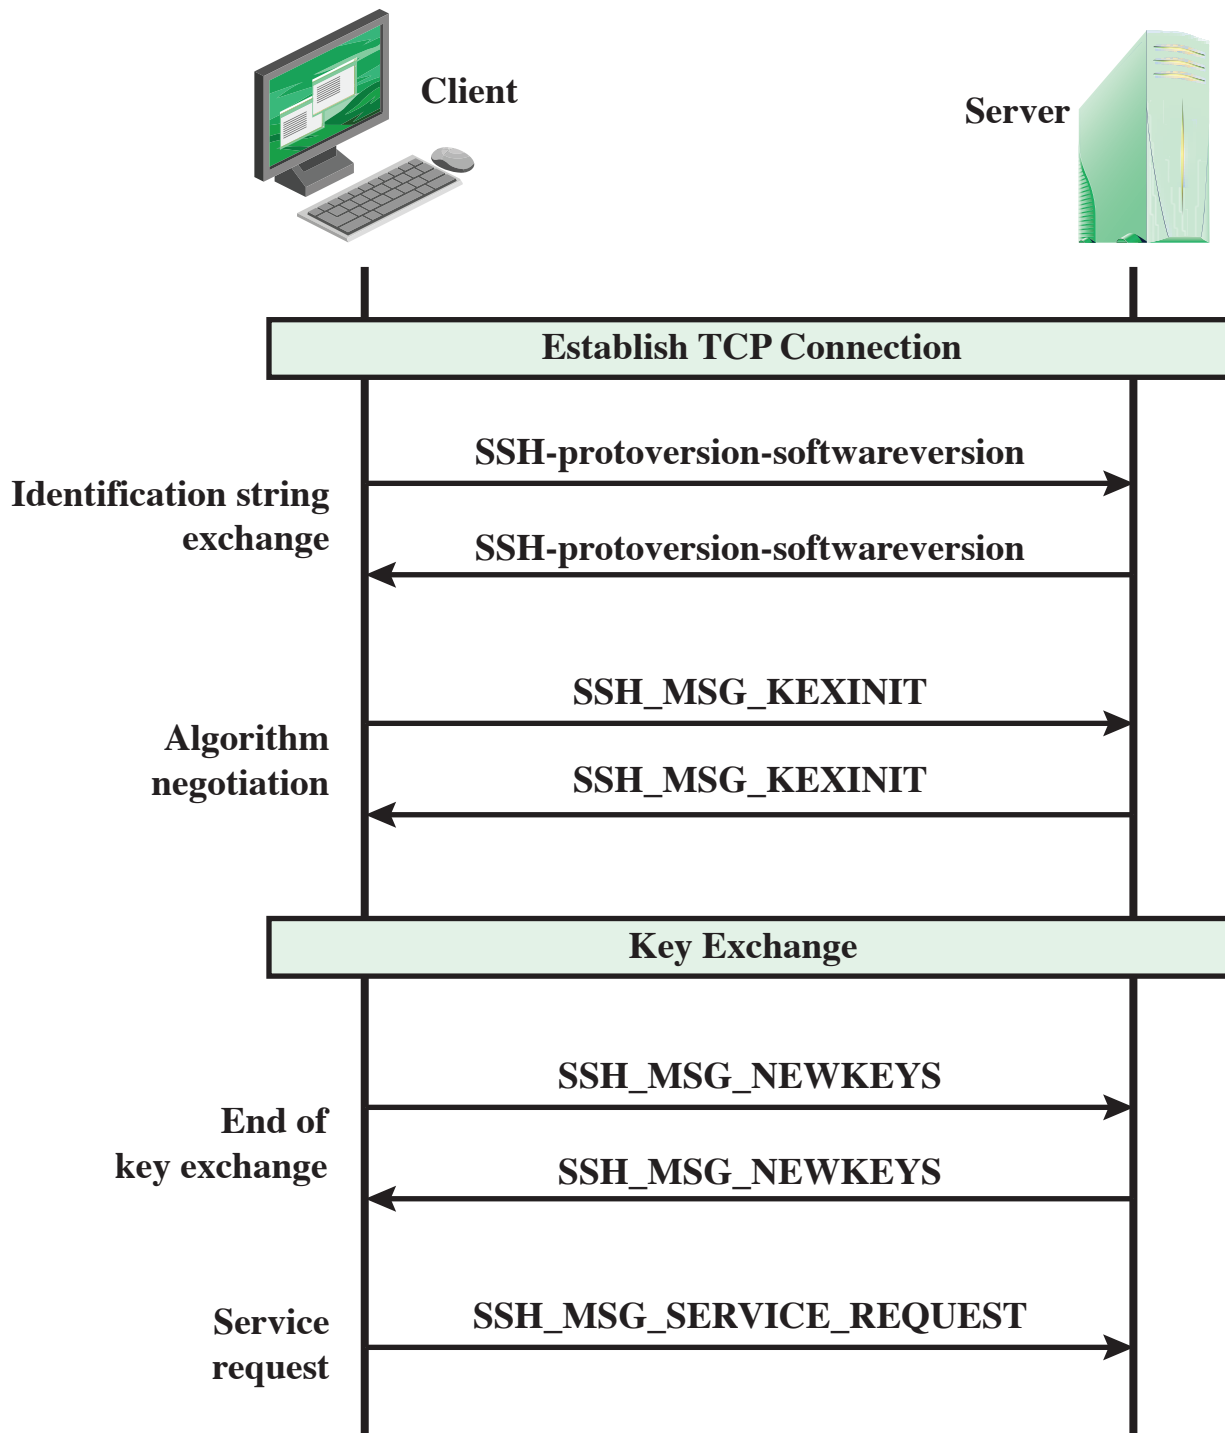 Client
Server
Establish TCP Connection
SSH-protoversion-softwareversion
Identification string
exchange
SSH-protoversion-softwareversion
SSH_MSG_KEXINIT
Algorithm
negotiation
SSH_MSG_KEXINIT
Key Exchange
SSH_MSG_NEWKEYS
End of
key exchange
SSH_MSG_NEWKEYS
SSH_MSG_SERVICE_REQUEST
Service
request